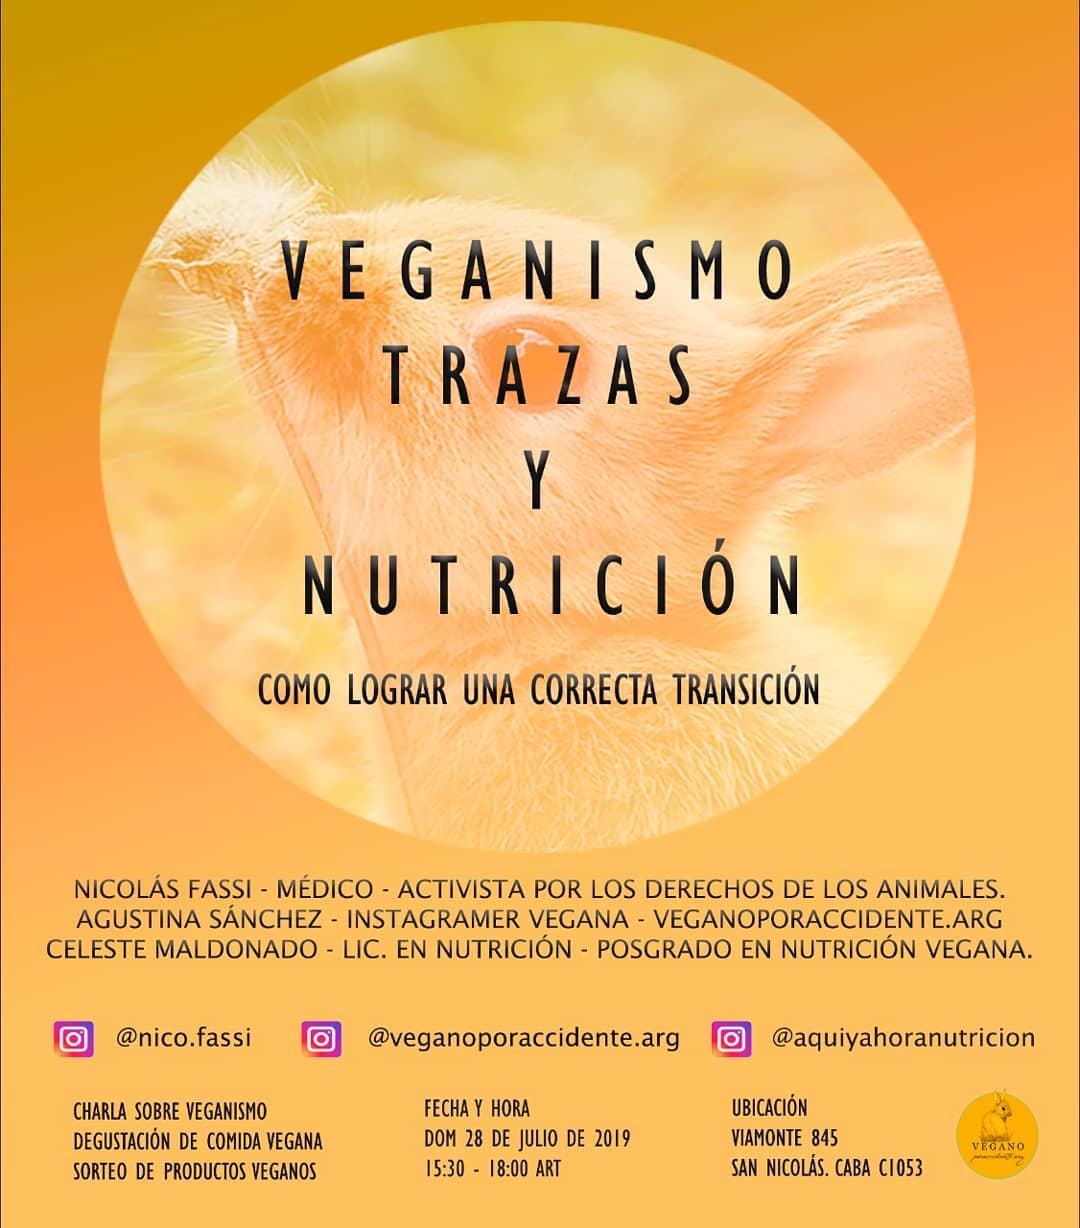 VEGANISMO
TRAZAS
Y
NUTRICIÓN
COMO LOGRAR UNA CORRECTA TRANSICIÓN
NICOLÁS FASSI - MÉDICO - ACTIVISTA POR LOS DERECHOS DE LOS ANIMALES.
AGUSTINA SÁNCHEZ - INSTAGRAMER VEGANA - VEGANOPORACCIDENTE.ARG
CELESTE MALDONADO - LIC. EN NUTRICIÓN - POSGRADO EN NUTRICIÓN VEGANA.
@nico.fassi
@veganoporaccidente.arg
@aquiyahoranutricion
CHARLA SOBRE VEGANISMO
DEGUSTACIÓN DE COMIDA VEGANA
SORTEO DE PRODUCTOS VEGANOS
FECHA Y HORA
DOM 28 DE JULIO DE 2019
15:30 - 18:00 ART
UBICACIÓN
VIAMONTE 845
SAN NICOLÁS. CABA C1053
VEGANO
poraccidente.arg